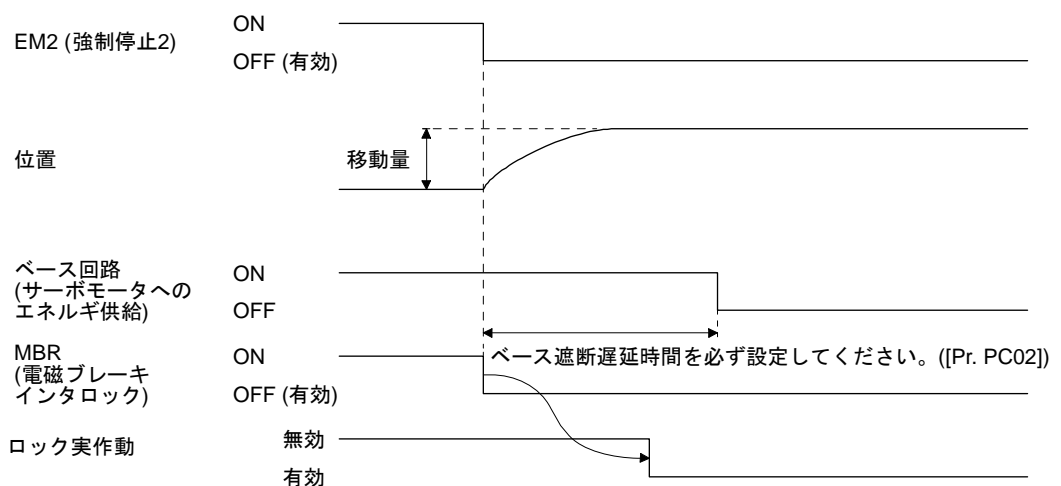 EM2 (強制停止2)
ON
OFF (有効)
位置
移動量
ベース回路
(サーボモータへの
エネルギ供給)
ON
OFF
ベース遮断遅延時間を必ず設定してください。([Pr. PC02])
MBR
(電磁ブレーキ
インタロック)
ON
OFF (有効)
ロック実作動
無効
有効